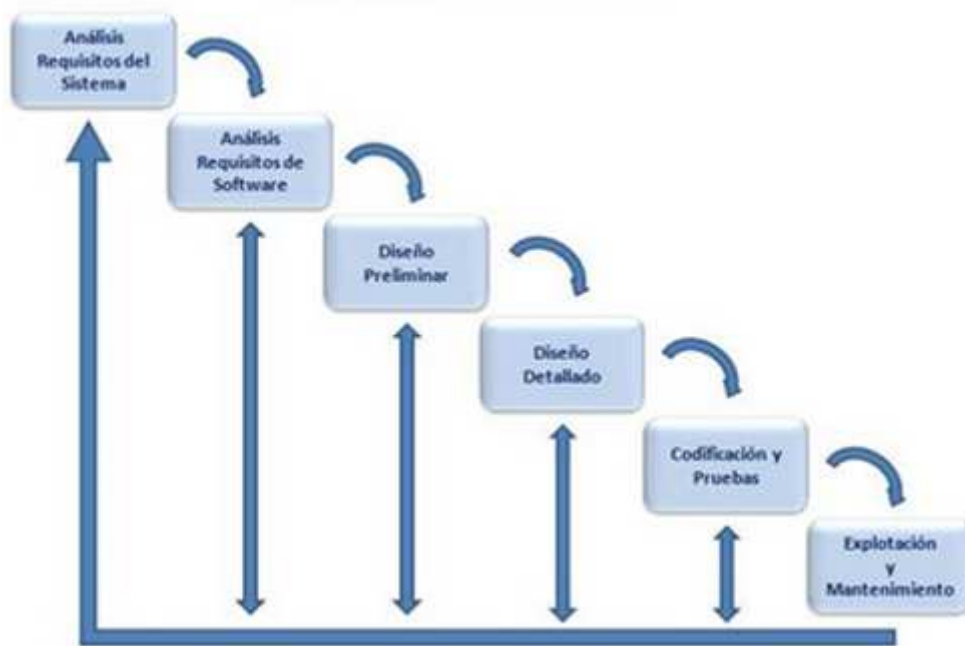 Análisis
Requisitos del
Sistema
Análisis
Requisitos de
Software
Diseño
Preliminar
Diseño
Detallado
Codificación y
Pruebas
Explotación
y
Mantenimiento